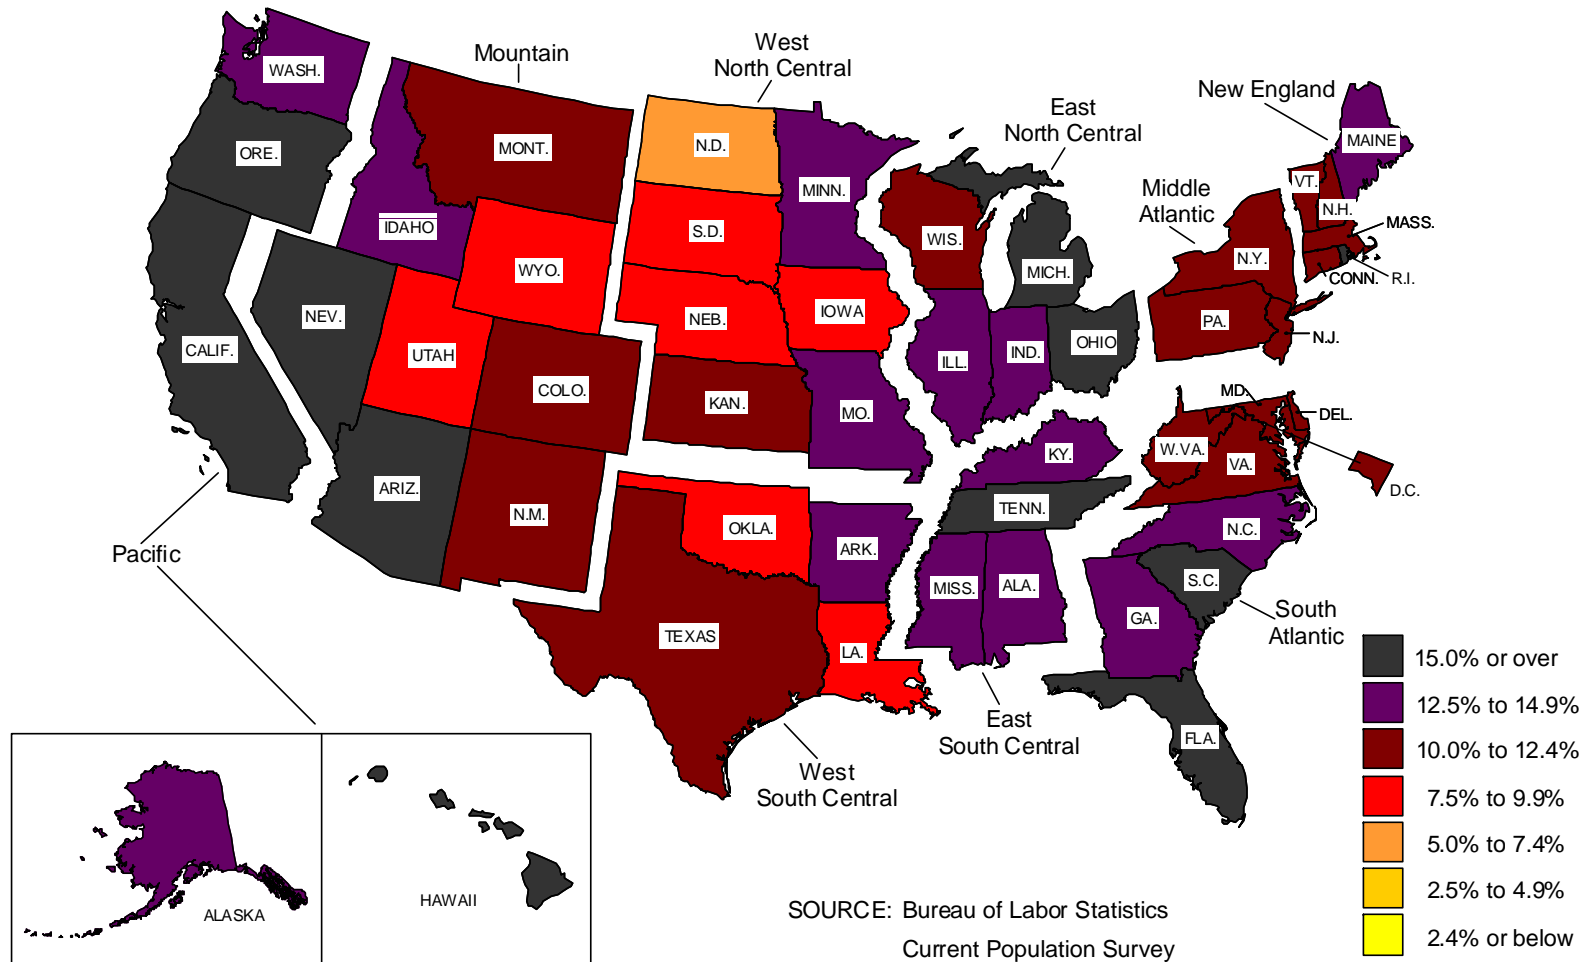 WASH.
Mountain
West
North Central
East
North Central
New England
MAINE
ORE.
MONT.
N.D.
MINN.
VT.
Middle
Atlantic
N.H.
MASS.
IDAHO
S.D.
WIS.
N.Y.
WYO.
MICH.
CONN.
R.I.
NEV.
NEB.
IOWA
PA.
N.J.
CALIF.
UTAH
ILL.
IND.
OHIO
COLO.
KAN.
MO.
MD.
DEL.
KY.
W.VA.
VA.
D.C.
ARIZ.
N.M.
OKLA.
TENN.
N.C.
Pacific
ARK.
MISS.
ALA.
S.C.
GA.
South
Atlantic
TEXAS
LA.
East
South Central
FLA.
West
South Central
ALASKA
HAWAII
15.0% or over
12.5% to 14.9%
10.0% to 12.4%
7.5% to 9.9%
5.0% to 7.4%
2.5% to 4.9%
2.4% or below
SOURCE: Bureau of Labor Statistics
Current Population Survey